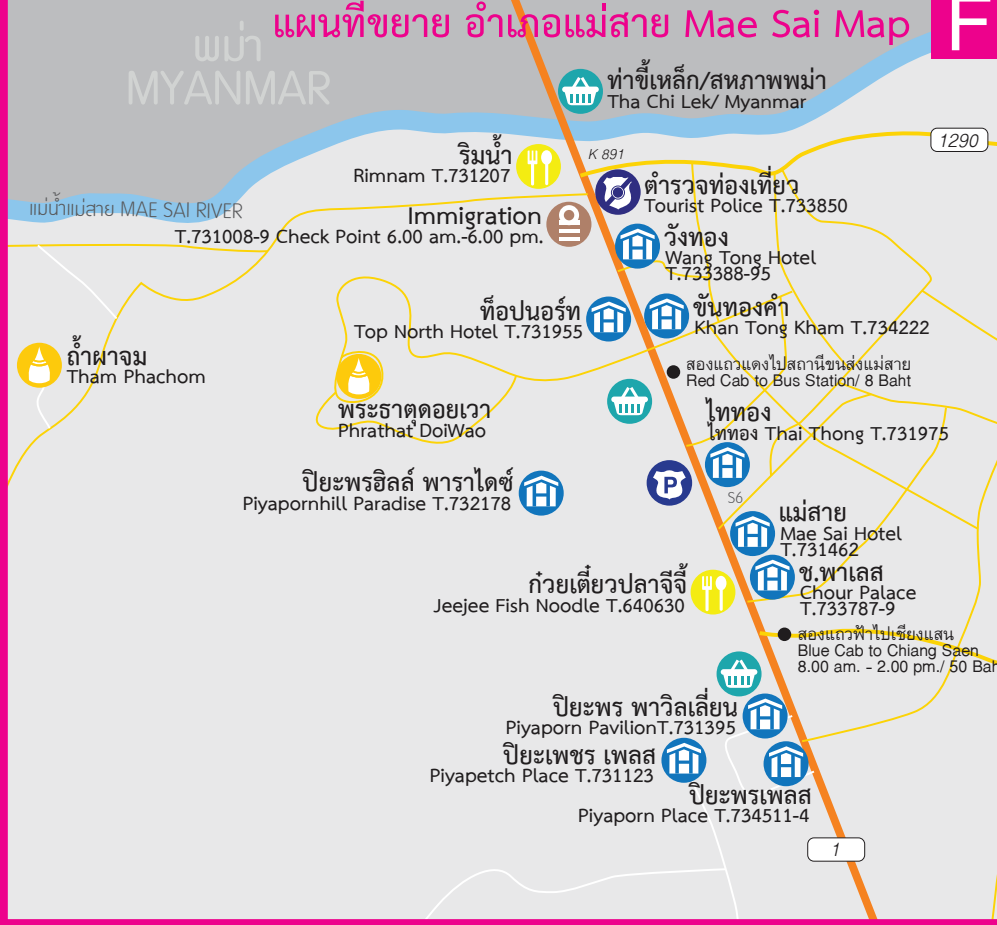 แผนที่ขยาย อำเภอแม่สาย Mae Sai Map
F
พม่า
MYANMAR
ท่าขี้เหล็ก/สหภาพพม่า
Tha Chi Lek/ Myanmar
1290
K 891
ริมน้ำ
Rimnam T.731207
ตำรวจท่องเที่ยว
Tourist Police T.733850
แม่น้ำแม่สาย MAE SAI RIVER
Immigration
T.731008-9 Check Point 6.00 am.-6.00 pm.
วังทอง
Wang Tong Hotel
T.733388-95
ท็อปนอร์ท
Top North Hotel T.731955
ขันทองคำ
Khan Tong Kham T.734222
ถ้ำผาจม
Tham Phachom
สองแถวแดงไปสถานีขนส่งแม่สาย
Red Cab to Bus Station/ 8 Baht
พระธาตุดอยเวา
Phrathat DoiWao
ไททอง
ไททอง Thai Thong T.731975
ปิยะพรฮิลล์ พาราไดซ์
Piyapornhill Paradise T.732178
P
S6
แม่สาย
Mae Sai Hotel
T.731462
ก๋วยเตี๋ยวปลาจีจี้
Jeejee Fish Noodle T.640630
ช.พาเลส
Chour Palace
T.733787-9
สองแถวฟ้าไปเชียงแสน
Blue Cab to Chiang Saen
8.00 am. - 2.00 pm./ 50 Bah
ปิยะพร พาวิลเลี่ยน
Piyaporn PavilionT.731395
ปิยะเพชร เพลส
Piyapetch Place T.731123
ปิยะพรเพลส
Piyaporn Place T.734511-4
1